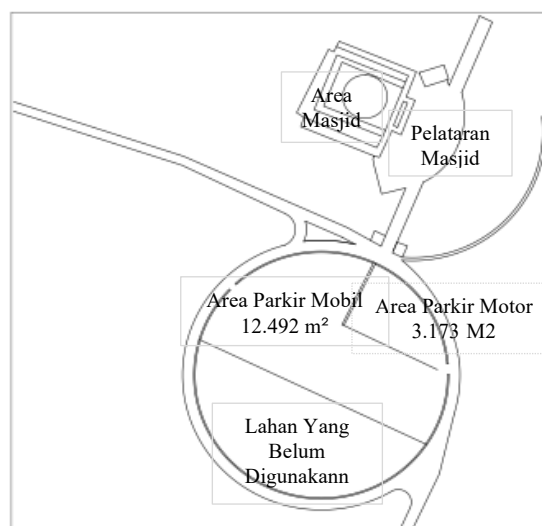 Area
Masjid
Pelataran
Masjid
Area Parkir Mobil
12.492 m²
Area Parkir Motor
3.173 M2
Lahan Yang
Belum
Digunakann